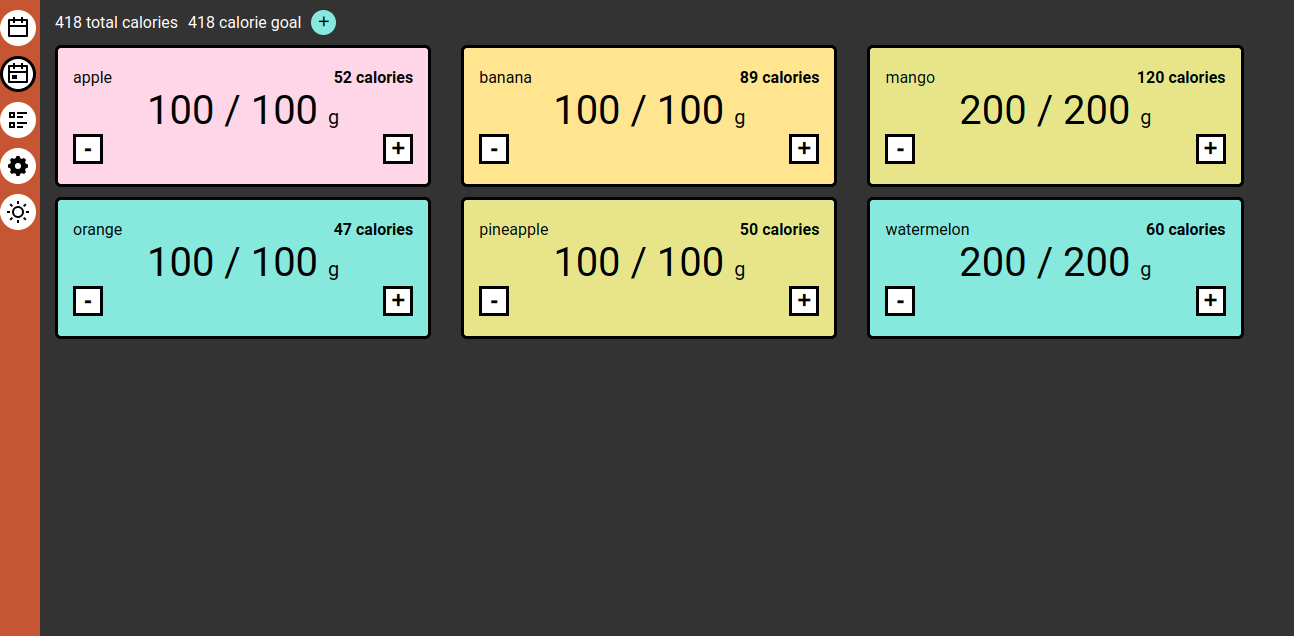 418 total calories 418 calorie goal +
apple 52 calories
100 / 100 g
- +
banana 89 calories
100 / 100 g
- +
mango 120 calories
200 / 200 g
- +
orange 47 calories
100 / 100 g
- +
pineapple 50 calories
100 / 100 g
- +
watermelon 60 calories
200 / 200 g
- +